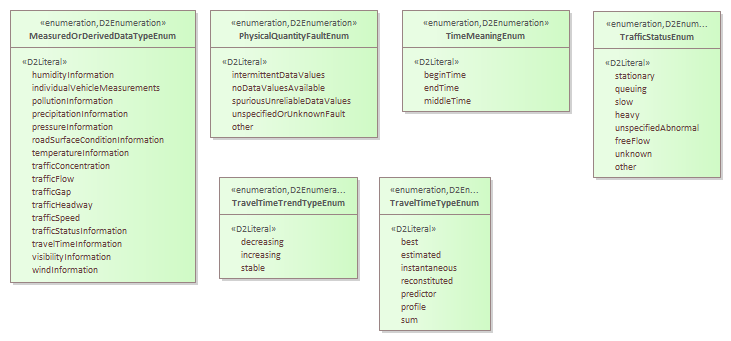 «enumeration,D2Enumeration»
MeasuredOrDerivedDataTypeEnum
«D2Literal»
humidityInformation
individualVehicleMeasurements
pollutionInformation
precipitationInformation
pressureInformation
roadSurfaceConditionInformation
temperatureInformation
trafficConcentration
trafficFlow
trafficGap
trafficHeadway
trafficSpeed
trafficStatusInformation
travelTimeInformation
visibilityInformation
windInformation
«enumeration,D2Enumeration»
PhysicalQuantityFaultEnum
«D2Literal»
intermittentDataValues
noDataValuesAvailable
spuriousUnreliableDataValues
unspecifiedOrUnknownFault
other
«enumeration,D2Enumeration»
TimeMeaningEnum
«D2Literal»
beginTime
endTime
middleTime
«enumeration,D2Enum...
TrafficStatusEnum
«D2Literal»
stationary
queuing
slow
heavy
unspecifiedAbnormal
freeFlow
unknown
other
«enumeration,D2Enumera...
TravelTimeTrendTypeEnum
«D2Literal»
decreasing
increasing
stable
«enumeration,D2En...
TravelTimeTypeEnum
«D2Literal»
best
estimated
instantaneous
reconstituted
predictor
profile
sum